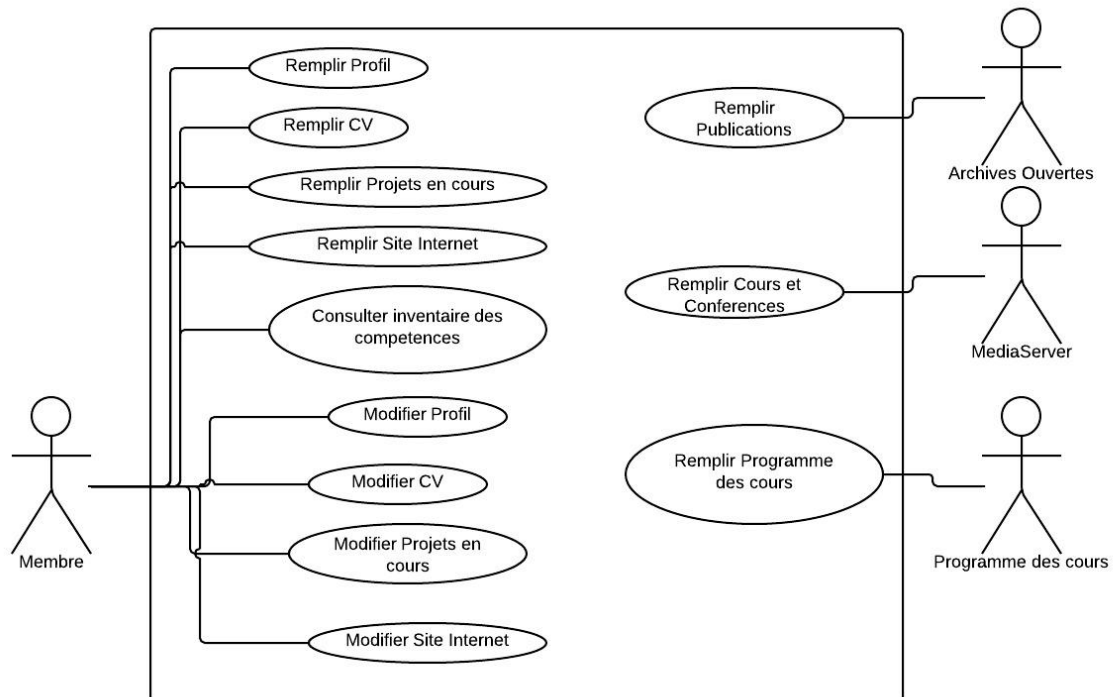 Remplir Profil
Remplir CV
Remplir Projets en cours
Remplir Site Internet
Consulter inventaire des
competences
Modifier Profil
Modifier CV
Modifier Projets en
cours
Modifier Site Internet
Membre
Remplir
Publications
Remplir Cours et
Conferences
Remplir Programme
des cours
Archives Ouvertes
MediaServer
Programme des cours